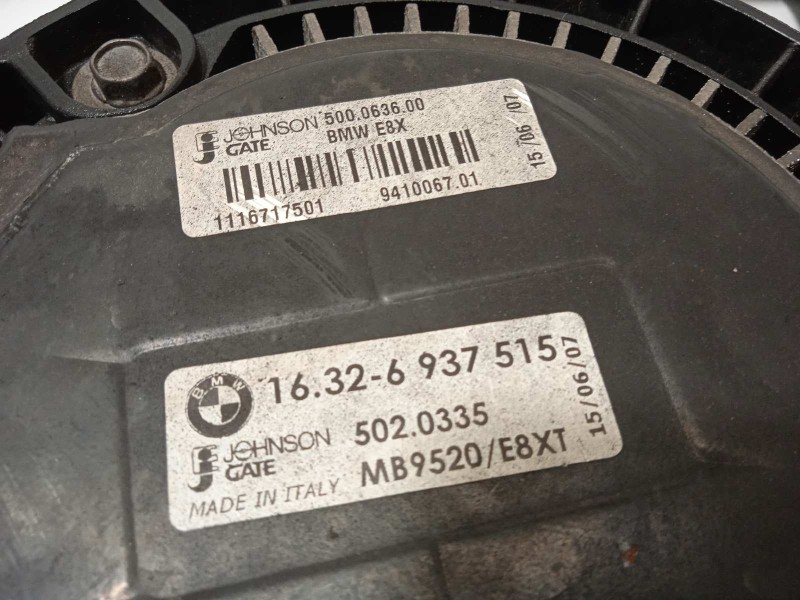 JOHNSON 500.0636.00
GATE BMW E8X
1116717501 9410067.01
15/06/07
BMW 16.32-6 937 515
JOHNSON 502.0335
GATE MB9520/E8XT
MADE IN ITALY
15/06/07